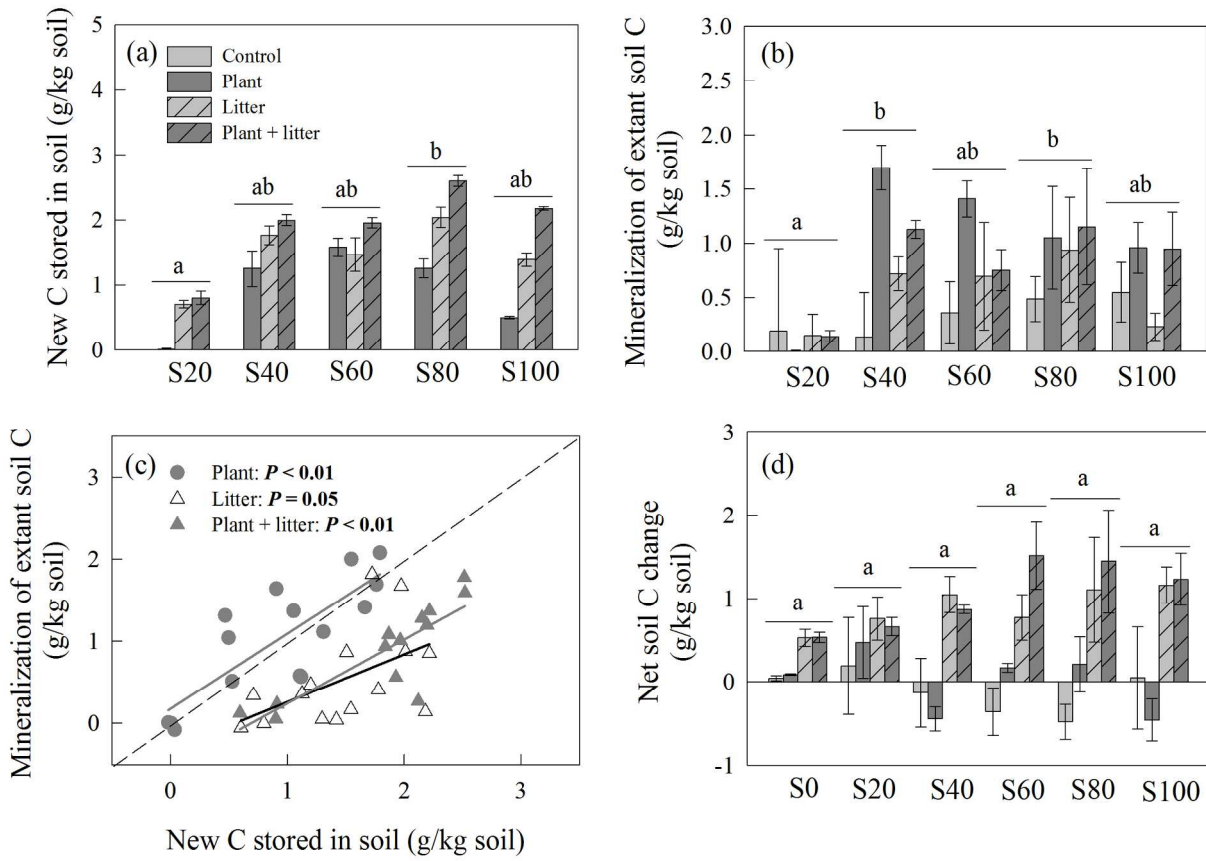 (a)
New C stored in soil (g/kg soil)
5
4
3
2
1
0
Control
Plant
Litter
Plant + litter
a
ab
ab
b
ab
S20
S40
S60
S80
S100
(b)
Mineralization of extant soil C
(g/kg soil)
3.0
2.5
2.0
1.5
1.0
0.5
0.0
a
b
ab
b
ab
S20
S40
S60
S80
S100
(c)
Mineralization of extant soil C
(g/kg soil)
3
2
1
0
Plant: P < 0.01
Litter: P = 0.05
Plant + litter: P < 0.01
0
1
2
3
New C stored in soil (g/kg soil)
(d)
Net soil C change
(g/kg soil)
3
2
1
0
-1
a
a
a
a
a
a
S0
S20
S40
S60
S80
S100